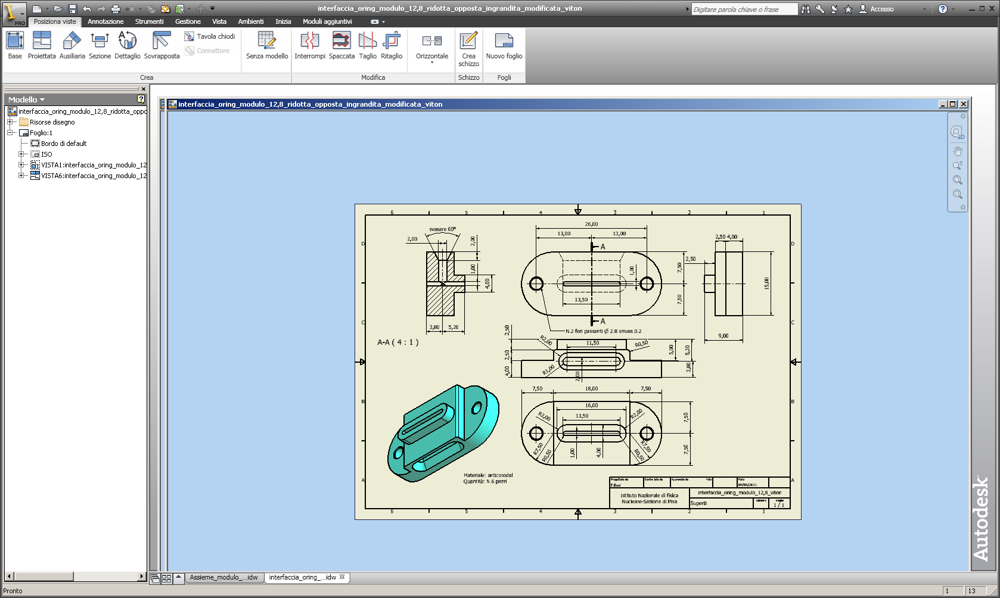 interfaccia_oring_modulo_12,8_ridotta_opposta_ingrandita_modificata_viton
Digitare parola chiave o frase
Accesso
PRO
Posiziona viste
Annotazione
Strumenti
Gestione
Vista
Ambienti
Inizia
Moduli aggiuntivi
Base
Proiettata
Ausiliaria
Sezione
Dettaglio
Sovrapposta
Tavola chiodi
Connettore
Senza modello
Interrompi
Spaccata
Taglio
Ritaglio
Orizzontale
Crea schizzo
Nuovo foglio
Crea
Modifica
Schizzo
Fogli
Modello
interfaccia_oring_modulo_12,8_ridotta_oppo
Risorse disegno
Foglio:1
Bordo di default
ISO
VISTA1:interfaccia_oring_modulo_12
VISTA6:interfaccia_oring_modulo_12
interfaccia_oring_modulo_12,8_ridotta_opposta_ingrandita_modificata_viton
2D
6 5 4 3 2 1
D
D
C
C
B
B
A
A
svasare 60°
2,00
2,00
1,00
4,00
3,80
5,20
A-A ( 4 : 1 )
26,00
13,00
13,00
A
1,00
7,50
7,50
13,50
A
N.2 fori passanti Ø 2.8 smuss.0.2
2,50 4,00
2,50
15,00
9,00
2,50
2,50
4,00
R2,00
11,50
R0,50
5,00
5,20
3,80
R1,00
2,00
7,50
18,00
7,50
16,00
13,50
R2,00
R2,00
7,50
7,50
R7,50
R0,50
1,00
4,00
R0,50
R7,50
Materiale: anticorodal
Quantità: N.6 pezzi
Progettato da
Controllato da
Approvato da
Data
Data
F.Bosi
09/09/2011
Istituto Nazionale di fisica
Nucleare-Sezione di Pisa
interfaccia_oring_modulo_12,8_viton
SuperB
Foglio
1 / 1
6 5 4 3 2 1
Autodesk
Assieme_modulo_...idw
interfaccia_oring_...idw
Pronto
1
13